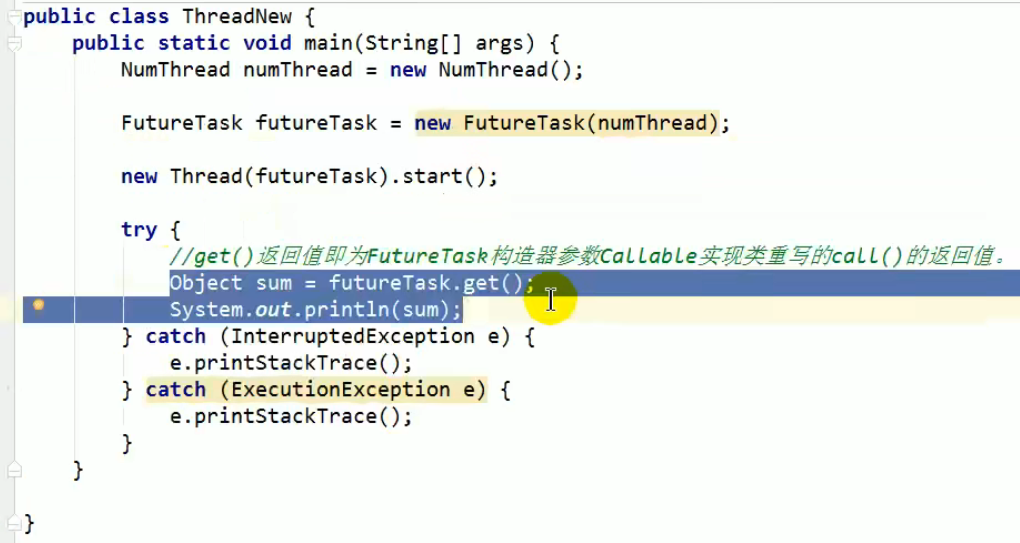 public class ThreadNew {
public static void main(String[] args) {
NumThread numThread = new NumThread();
FutureTask futureTask = new FutureTask(numThread);
new Thread(futureTask).start();
try {
//get()返回值即为FutureTask构造器参数Callable实现类重写的call()的返回值。
Object sum = futureTask.get();
System.out.println(sum);
} catch (InterruptedException e) {
e.printStackTrace();
} catch (ExecutionException e) {
e.printStackTrace();
}
}
}